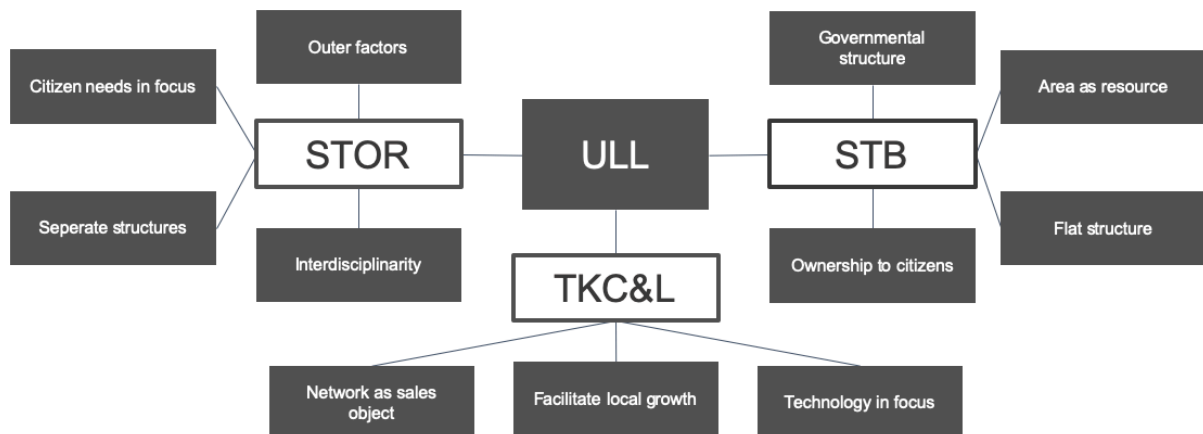 Outer factors
Governmental
structure
Citizen needs in focus
Area as resource
STOR
ULL
STB
Seperate structures
Flat structure
Interdisciplinarity
Ownership to citizens
TKC&L
Network as sales
object
Facilitate local growth
Technology in focus